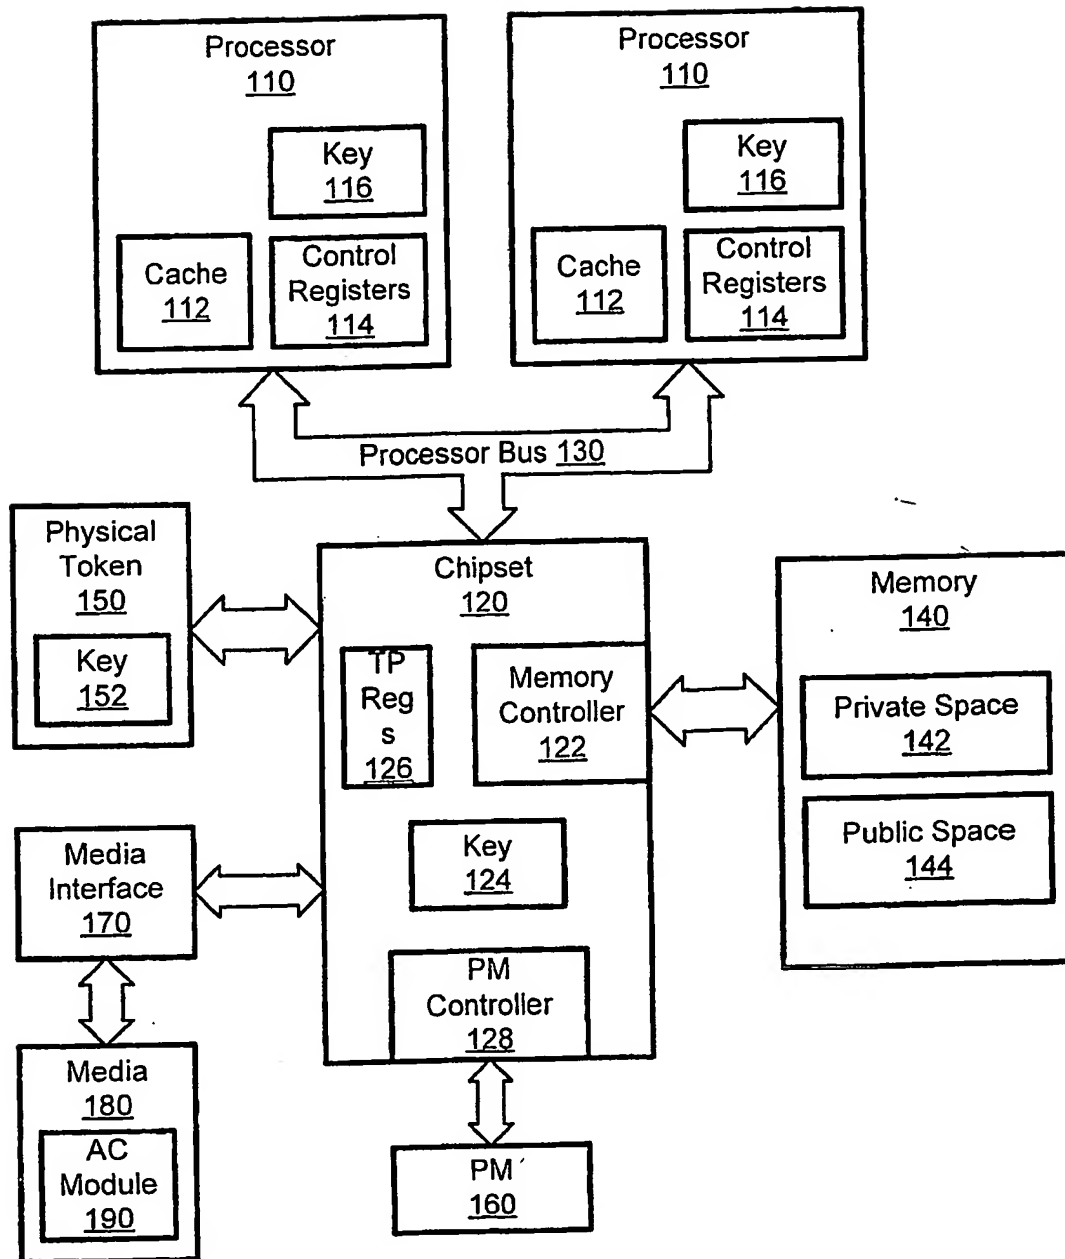 Processor
110
Key
116
Cache
112
Control
Registers
114
Processor
110
Key
116
Cache
112
Control
Registers
114
Processor Bus 130
Physical
Token
150
Key
152
Chipset
120
TP
Reg
s
126
Memory
Controller
122
Key
124
PM
Controller
128
Memory
140
Private Space
142
Public Space
144
Media
Interface
170
Media
180
AC
Module
190
PM
160